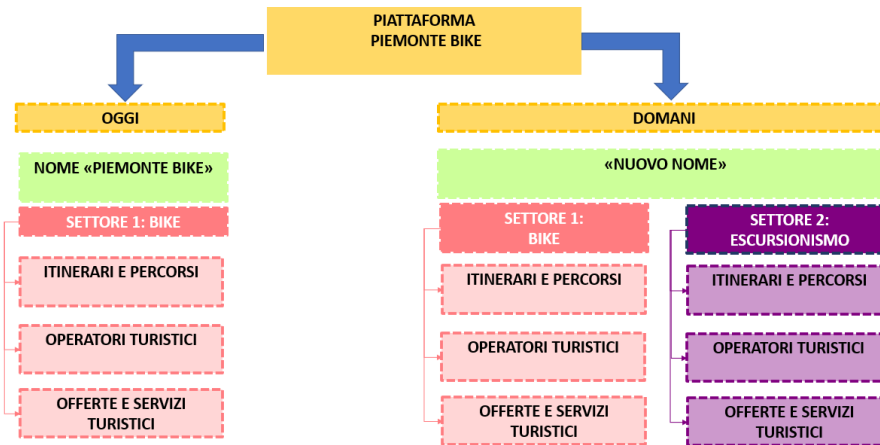 PIATTAFORMA
PIEMONTE BIKE
OGGI
NOME «PIEMONTE BIKE»
SETTORE 1: BIKE
ITINERARI E PERCORSI
OPERATORI TURISTICI
OFFERTE E SERVIZI
TURISTICI
DOMANI
«NUOVO NOME»
SETTORE 1:
BIKE
ITINERARI E PERCORSI
OPERATORI TURISTICI
OFFERTE E SERVIZI
TURISTICI
SETTORE 2:
ESCURSIONISMO
ITINERARI E PERCORSI
OPERATORI TURISTICI
OFFERTE E SERVIZI
TURISTICI